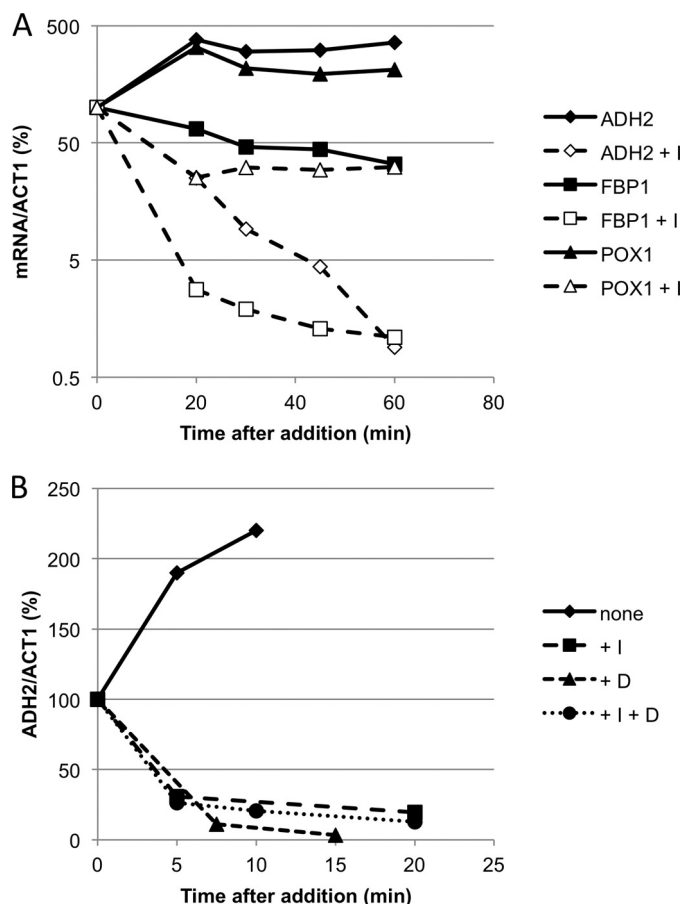 A
500
50
5
0.5
mRNA/ACT1 (%)
0 20 40 60 80
Time after addition (min)
ADH2
ADH2 + I
FBP1
FBP1 + I
POX1
POX1 + I
B
250
200
150
100
50
0
ADH2/ACT1 (%)
0 5 10 15 20 25
Time after addition (min)
none
+ I
+ D
+ I + D